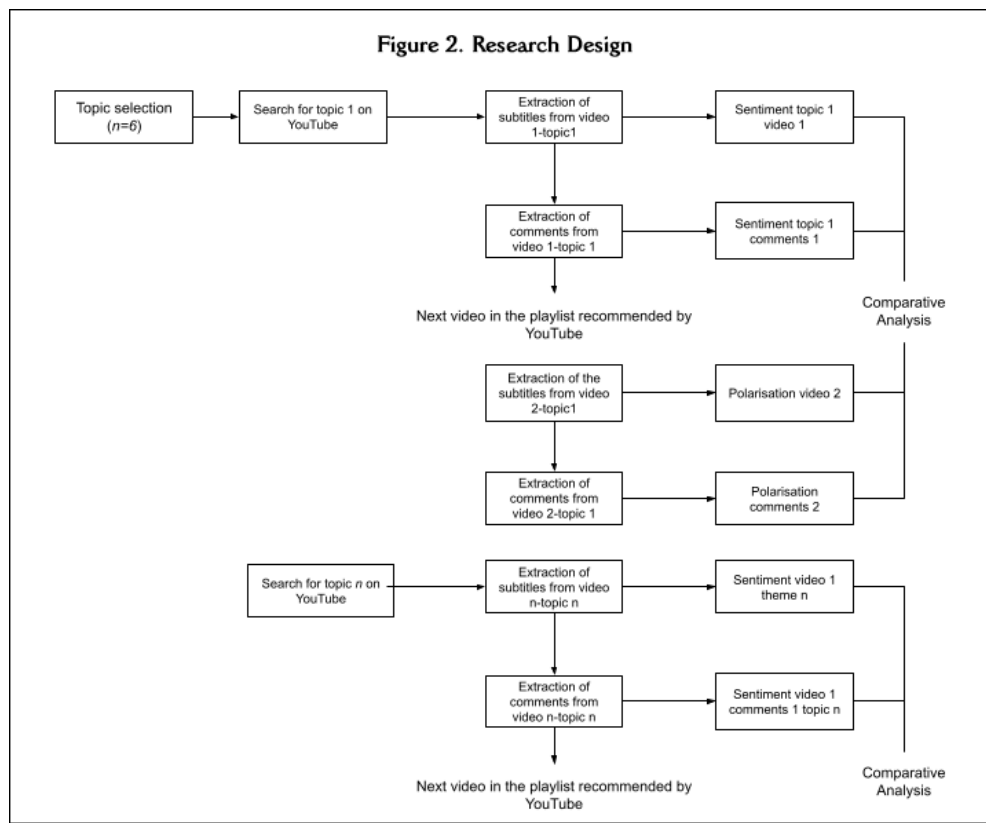 Figure 2. Research Design
Topic selection
(n=6)
Search for topic 1 on
YouTube
Extraction of
subtitles from video
1-topic1
Sentiment topic 1
video 1
Extraction of
comments from
video 1-topic 1
Sentiment topic 1
comments 1
Next video in the playlist recommended by
YouTube
Comparative
Analysis
Extraction of the
subtitles from video
2-topic1
Polarisation video 2
Extraction of
comments from
video 2-topic 1
Polarisation
comments 2
Search for topic n on
YouTube
Extraction of
subtitles from video
n-topic n
Sentiment video 1
theme n
Extraction of
comments from
video n-topic n
Sentiment video 1
comments 1 topic n
Next video in the playlist recommended by
YouTube
Comparative
Analysis